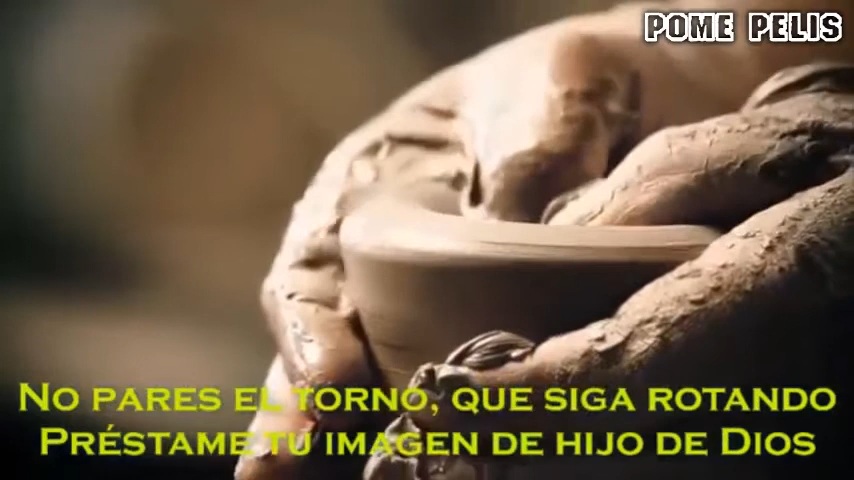 POME PELIS
NO PARES EL TORNO, QUE SIGA ROTANDO
PRÉSTAME TU IMAGEN DE HIJO DE DIOS